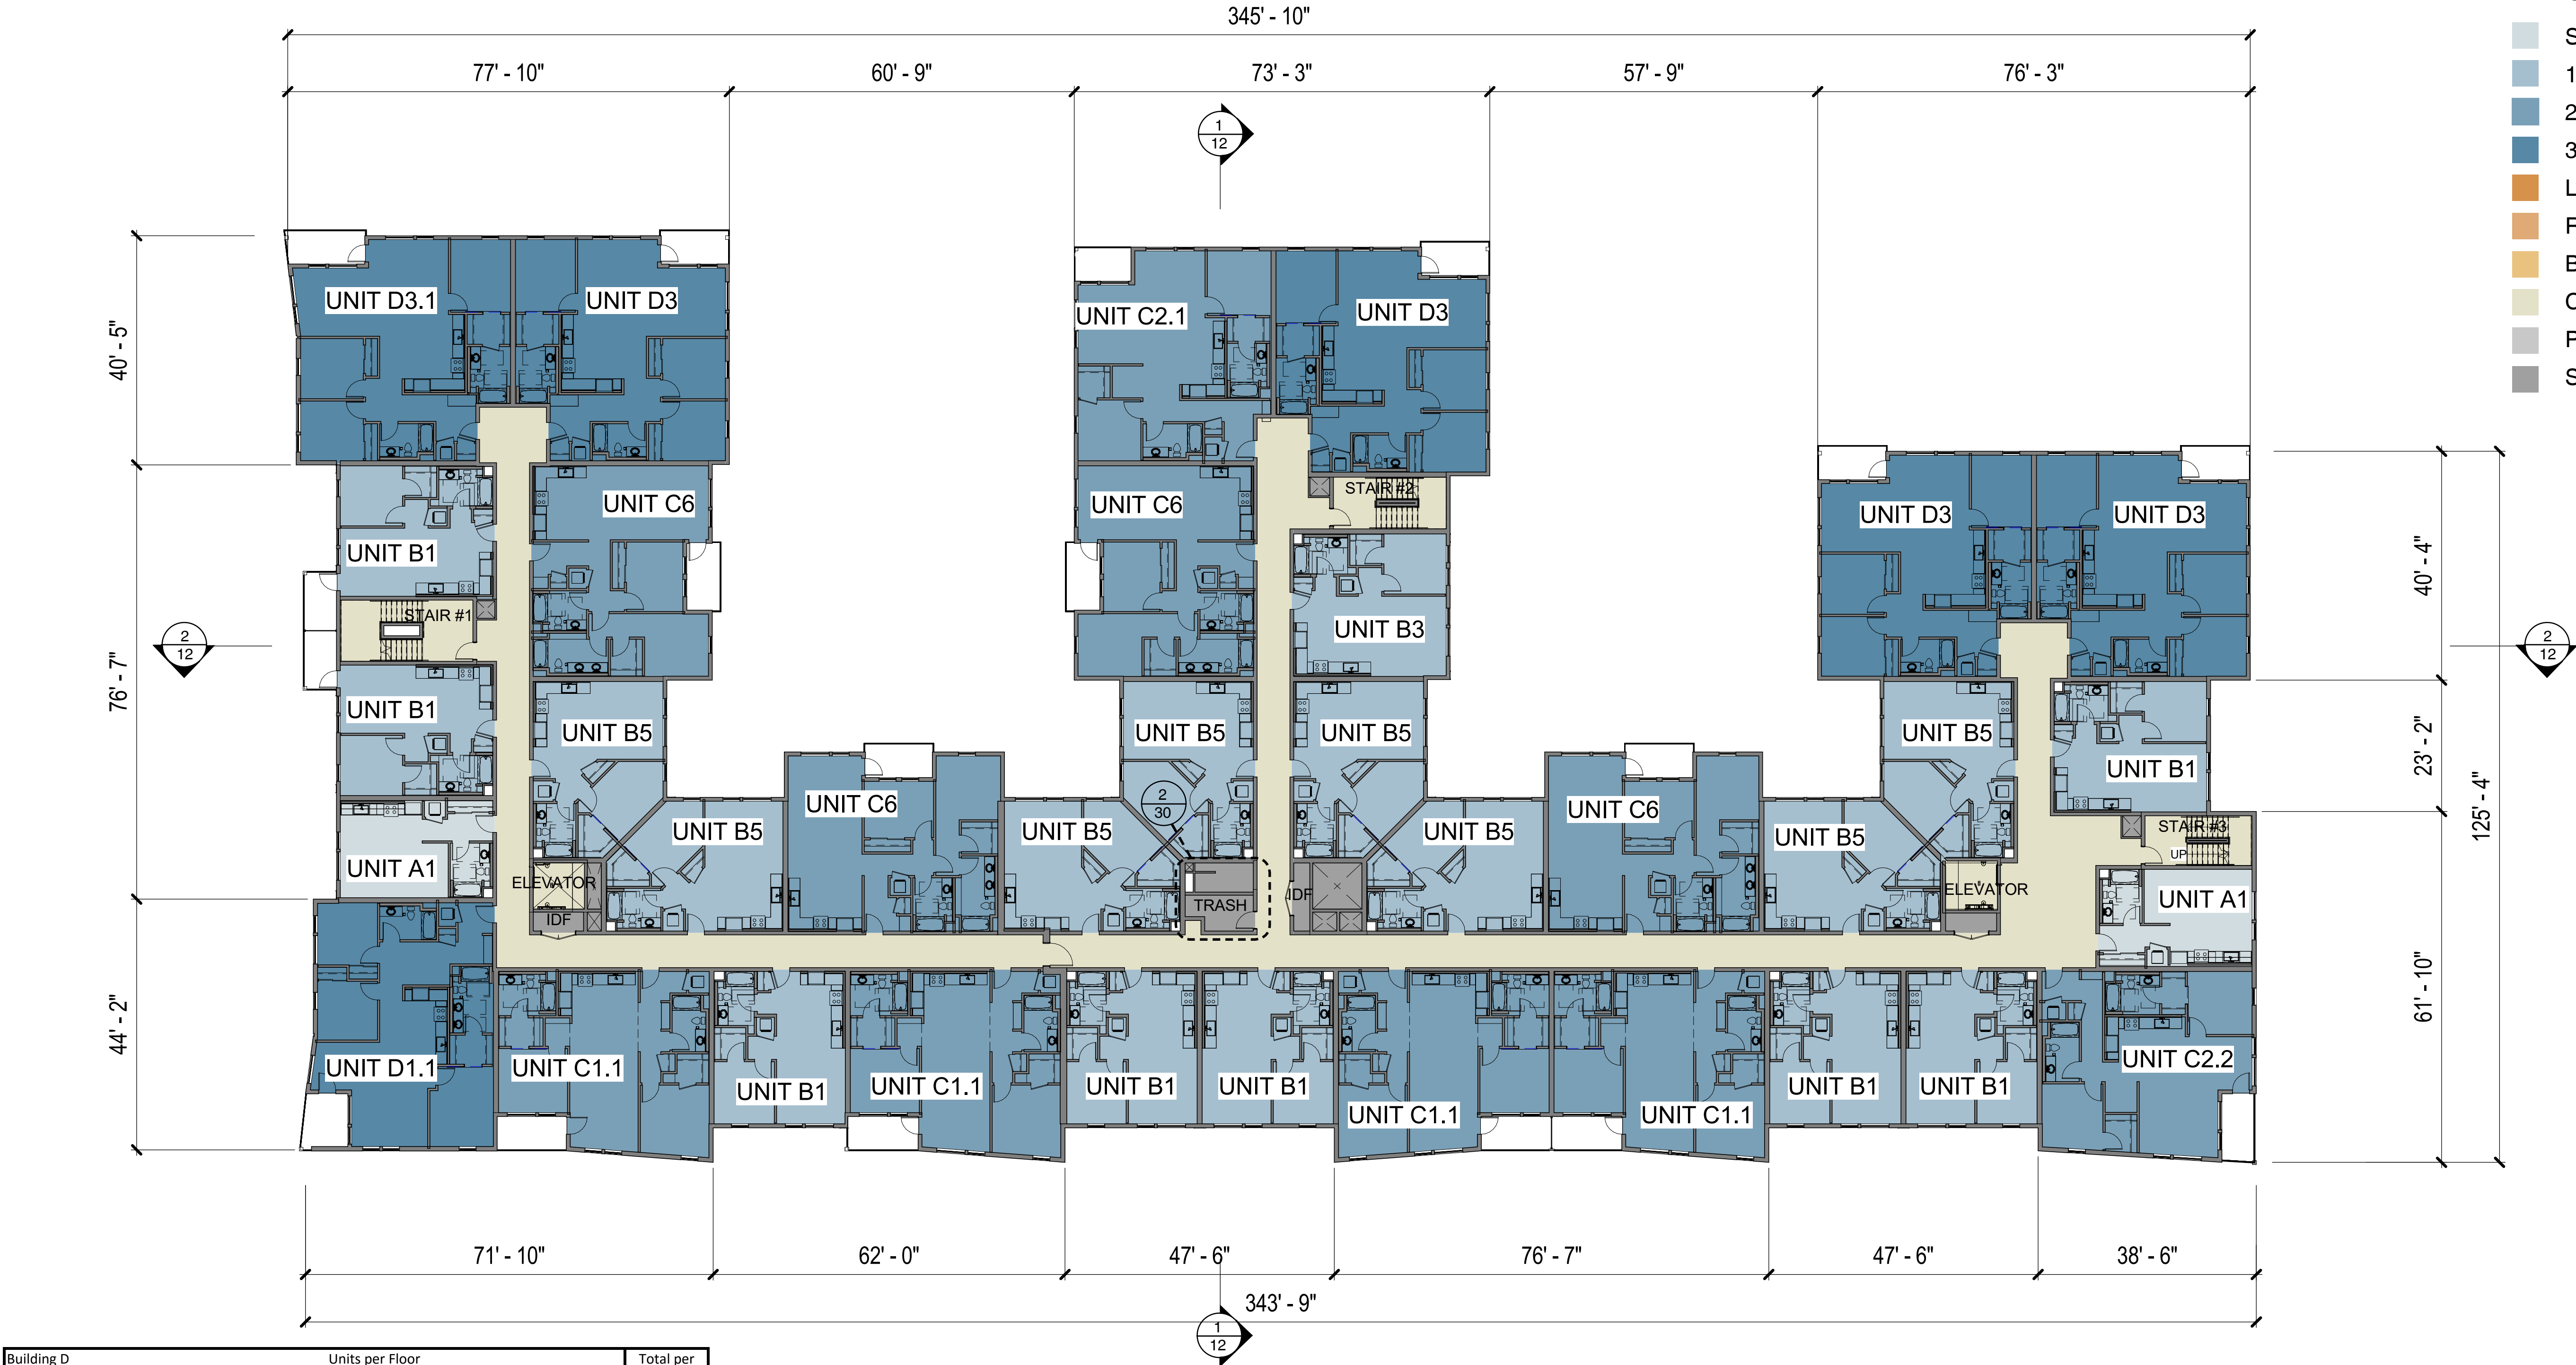 345' - 10"
77' - 10"
60' - 9"
73' - 3"
57' - 9"
76' - 3"
1
12
S
1
2
3
L
R
B
C
P
S
40' - 5"
76' - 7"
44' - 2"
2
12
UNIT D3.1
UNIT D3
UNIT C2.1
UNIT D3
UNIT D3
UNIT D3
UNIT B1
UNIT C6
UNIT C6
STAIR #2
STAIR #1
UNIT B3
UNIT B1
UNIT B5
UNIT B5
UNIT B5
UNIT B5
UNIT B1
UNIT A1
UNIT B5
UNIT C6
UNIT B5
2
30
UNIT B5
UNIT C6
UNIT B5
STAIR #3
UP
ELEVATOR
IDF
TRASH
IDF
ELEVATOR
UNIT A1
UNIT D1.1
UNIT C1.1
UNIT B1
UNIT C1.1
UNIT B1
UNIT B1
UNIT C1.1
UNIT C1.1
UNIT B1
UNIT B1
UNIT C2.2
2
12
40' - 4"
23' - 2"
61' - 10"
125' - 4"
71' - 10"
62' - 0"
47' - 6"
76' - 7"
47' - 6"
38' - 6"
343' - 9"
1
12
Building D Units per Floor Total per